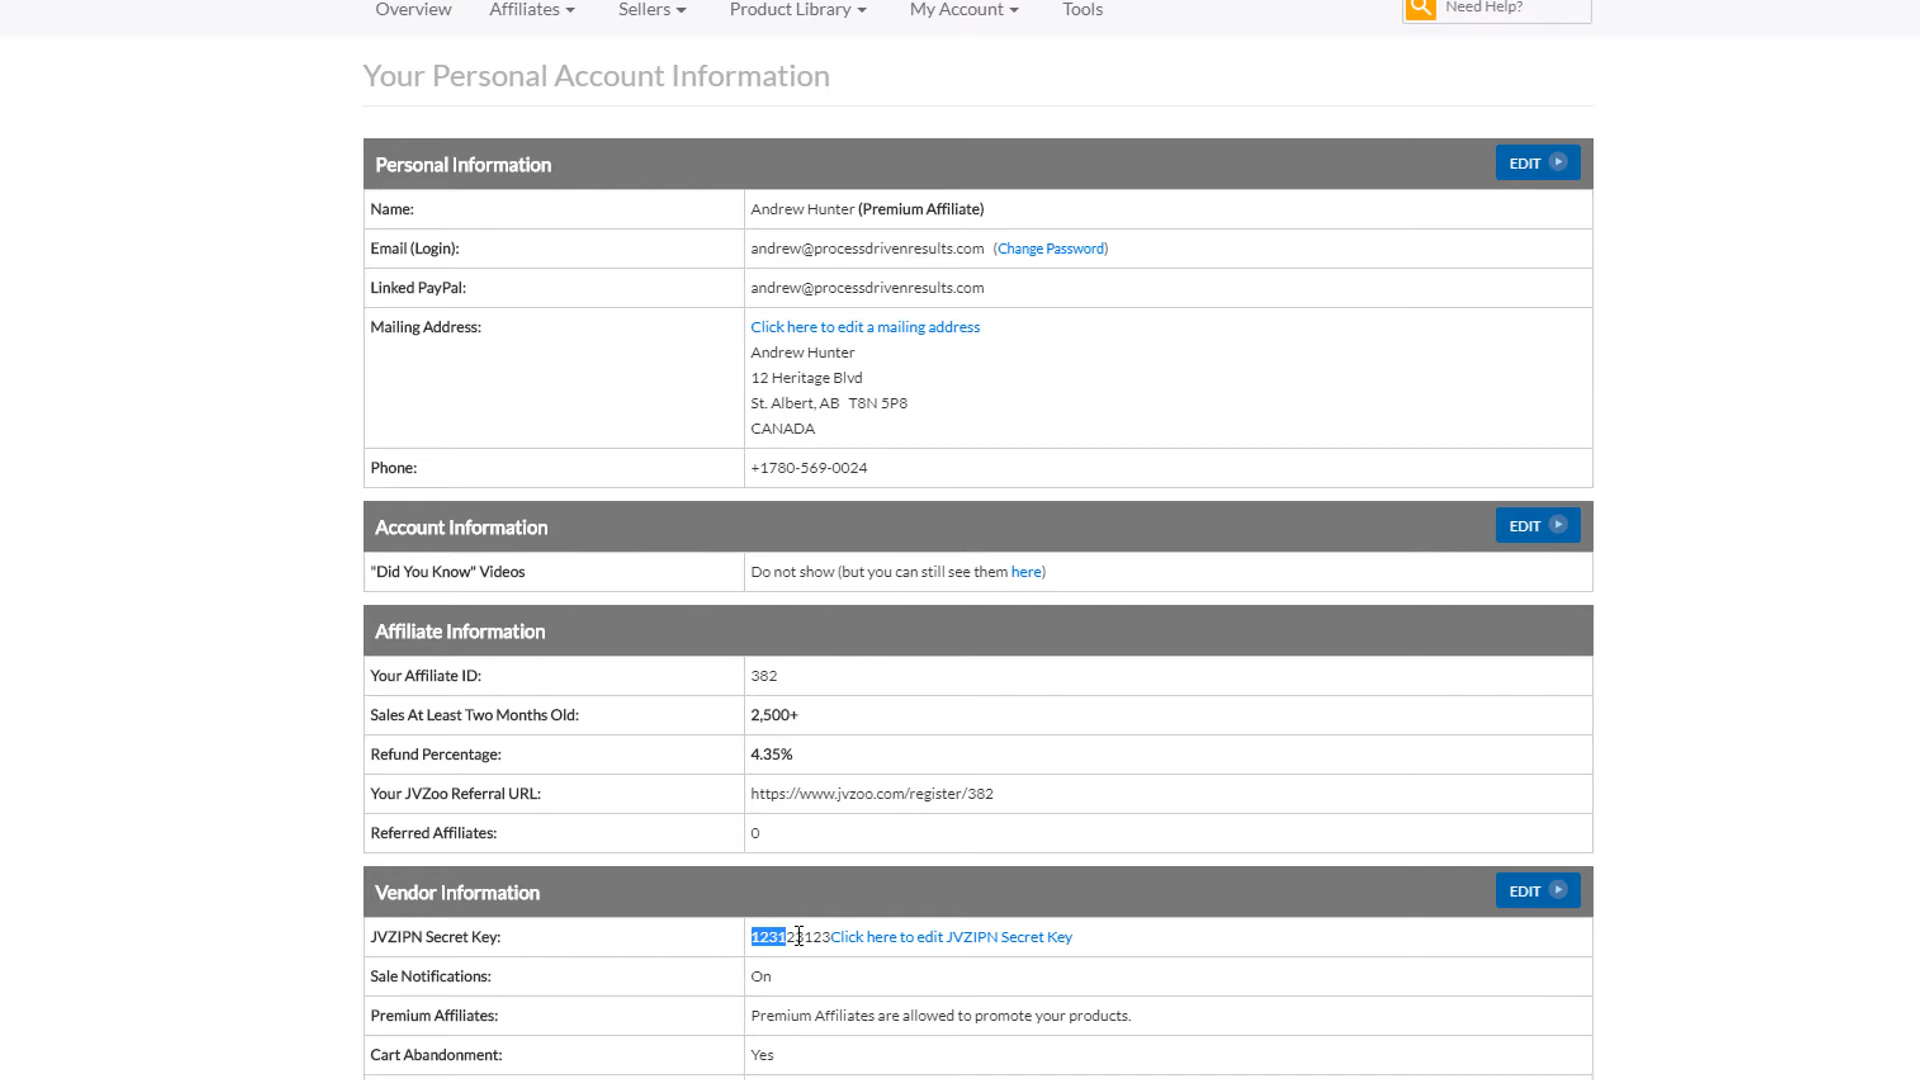 Overview Affiliates Sellers Product Library My Account Tools Need Help?
Your Personal Account Information
Personal Information EDIT
Name: Andrew Hunter (Premium Affiliate)
Email (Login): andrew@processdrivenresults.com (Change Password)
Linked PayPal: andrew@processdrivenresults.com
Mailing Address: Click here to edit a mailing address
Andrew Hunter
12 Heritage Blvd
St. Albert, AB T8N 5P8
CANADA
Phone: +1780-569-0024
Account Information EDIT
"Did You Know" Videos Do not show (but you can still see them here)
Affiliate Information
Your Affiliate ID: 382
Sales At Least Two Months Old: 2,500+
Refund Percentage: 4.35%
Your JVZoo Referral URL: https://www.jvzoo.com/register/382
Referred Affiliates: 0
Vendor Information EDIT
JVZIPN Secret Key: 123123123Click here to edit JVZIPN Secret Key
Sale Notifications: On
Premium Affiliates: Premium Affiliates are allowed to promote your products.
Cart Abandonment: Yes